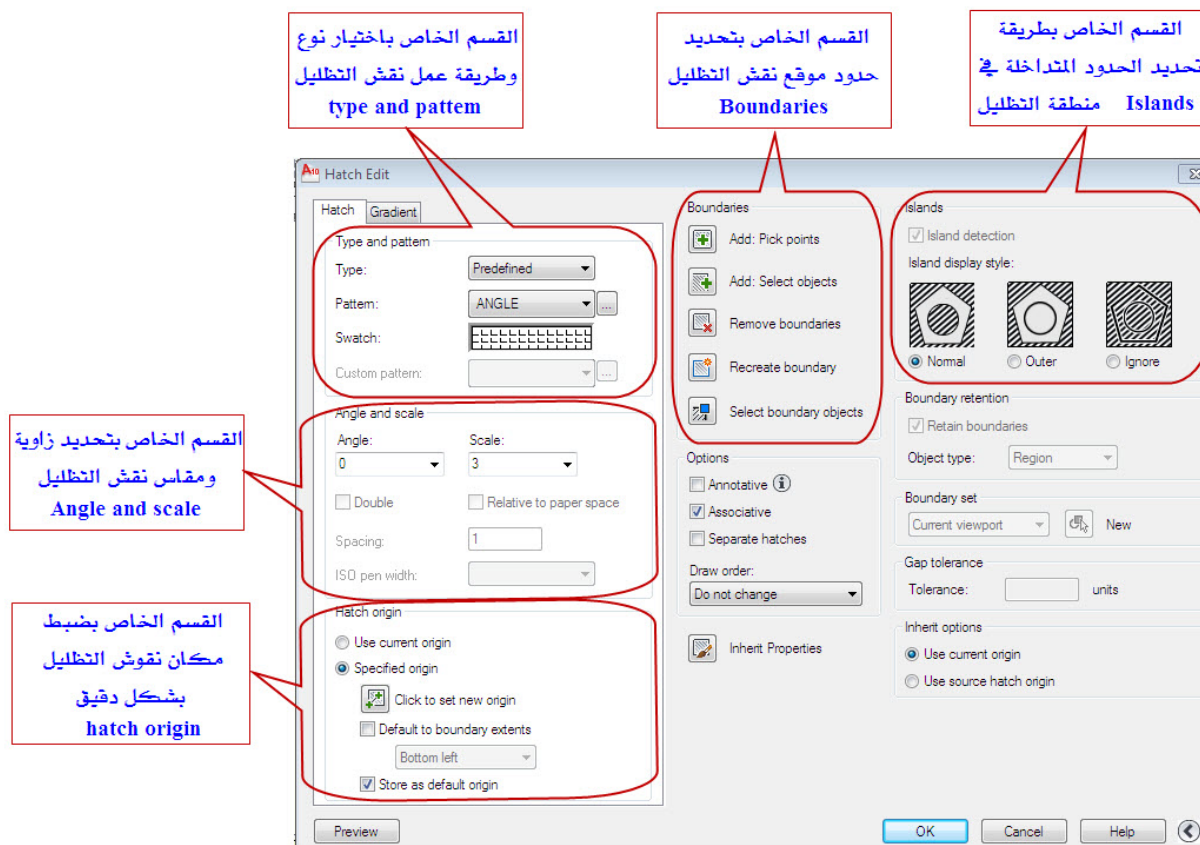 القسم الخاص باختيار نوع
وطريقة عمل نقش التظليل
type and pattem
القسم الخاص بتحديد
حدود موقع نقش التظليل
Boundaries
القسم الخاص بطريقة
تحديد الحدود المتداخلة في
منطقة التظليل Islands
القسم الخاص بتحديد زاوية
ومقاس نقش التظليل
Angle and scale
القسم الخاص بضبط
مكان نقوش التظليل
بشكل دقيق
hatch origin
A10 Hatch Edit
Hatch Gradient
Type and pattern
Type: Predefined
Pattern: ANGLE ...
Swatch:
Custom pattern: ...
Angle and scale
Angle: Scale:
0 3
Double Relative to paper space
Spacing: 1
ISO pen width:
Hatch origin
Use current origin
Specified origin
Click to set new origin
Default to boundary extents
Bottom left
Store as default origin
Preview
Boundaries
Add: Pick points
Add: Select objects
Remove boundaries
Recreate boundary
Select boundary objects
Options
Annotative
Associative
Separate hatches
Draw order:
Do not change
Inherit Properties
Islands
Island detection
Island display style:
Normal Outer Ignore
Boundary retention
Retain boundaries
Object type: Region
Boundary set
Current viewport New
Gap tolerance
Tolerance: units
Inherit options
Use current origin
Use source hatch origin
OK Cancel Help